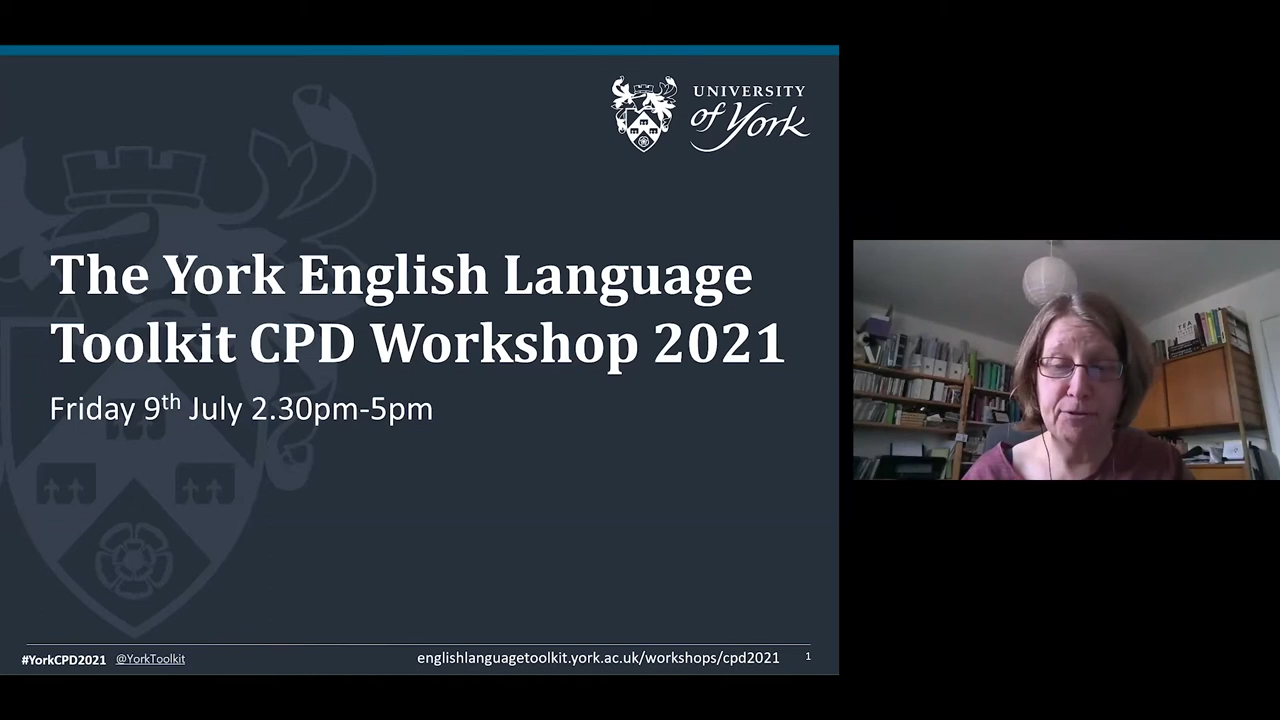 UNIVERSITY
of York
The York English Language
Toolkit CPD Workshop 2021
Friday 9th July 2.30pm-5pm
#YorkCPD2021 @YorkToolkit
englishlanguagetoolkit.york.ac.uk/workshops/cpd2021 1
TEA